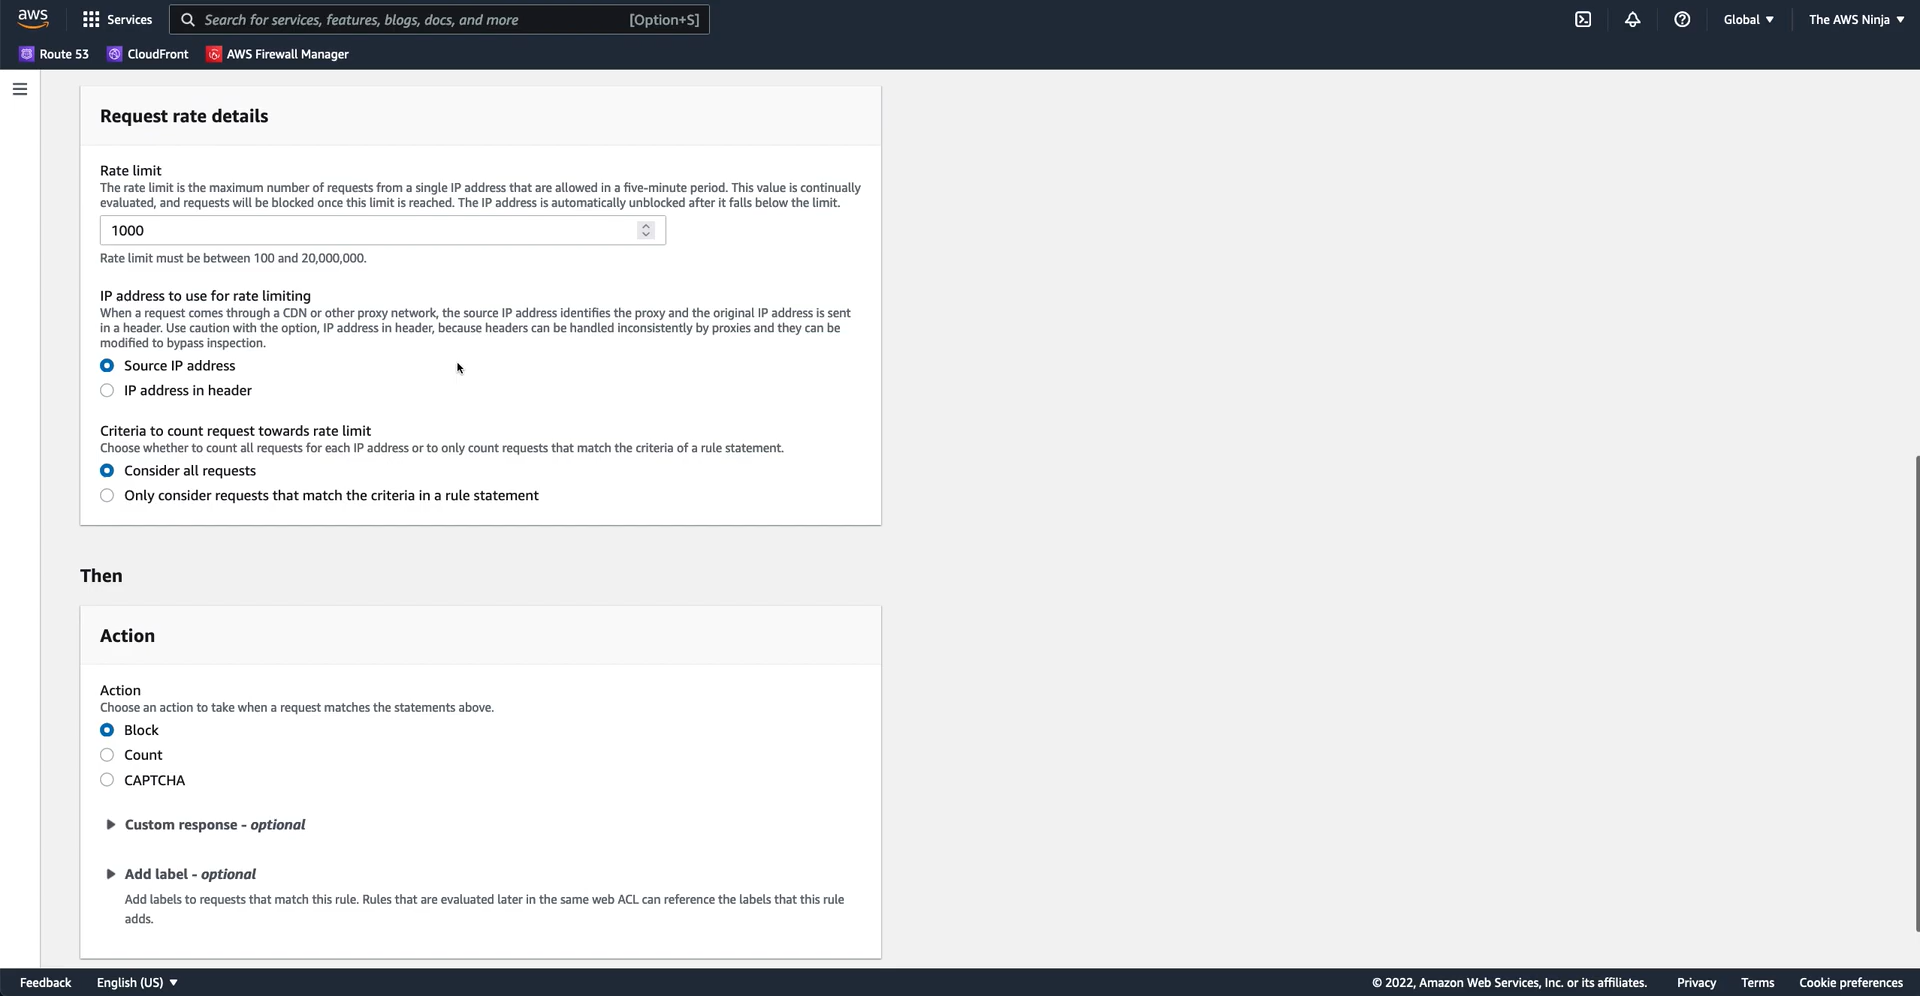 aws
Services
Search for services, features, blogs, docs, and more
[Option+S]
Global ▼
The AWS Ninja ▼
Route 53
CloudFront
AWS Firewall Manager
Request rate details
Rate limit
The rate limit is the maximum number of requests from a single IP address that are allowed in a five-minute period. This value is continually
evaluated, and requests will be blocked once this limit is reached. The IP address is automatically unblocked after it falls below the limit.
1000
Rate limit must be between 100 and 20,000,000.
IP address to use for rate limiting
When a request comes through a CDN or other proxy network, the source IP address identifies the proxy and the original IP address is sent
in a header. Use caution with the option, IP address in header, because headers can be handled inconsistently by proxies and they can be
modified to bypass inspection.
Source IP address
IP address in header
Criteria to count request towards rate limit
Choose whether to count all requests for each IP address or to only count requests that match the criteria of a rule statement.
Consider all requests
Only consider requests that match the criteria in a rule statement
Then
Action
Action
Choose an action to take when a request matches the statements above.
Block
Count
CAPTCHA
Custom response - optional
Add label - optional
Add labels to requests that match this rule. Rules that are evaluated later in the same web ACL can reference the labels that this rule
adds.
Feedback
English (US) ▼
© 2022, Amazon Web Services, Inc. or its affiliates.
Privacy
Terms
Cookie preferences